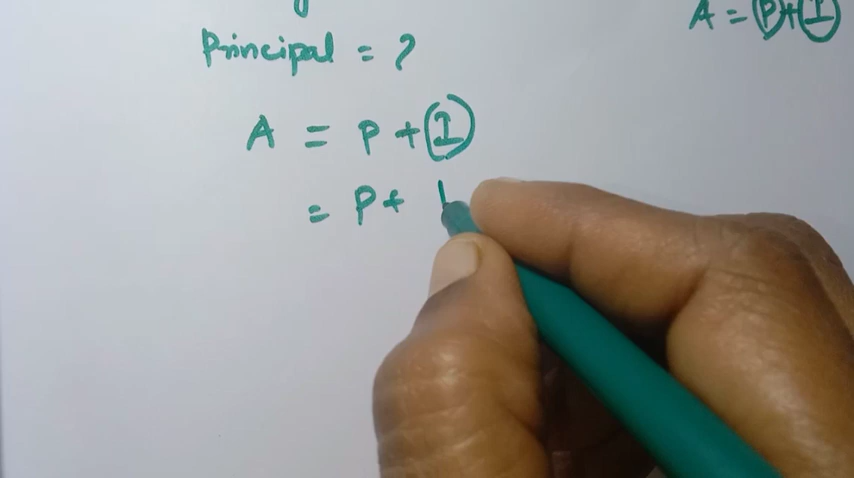 A = P + I
Principal = ?
A = P + I
= P +